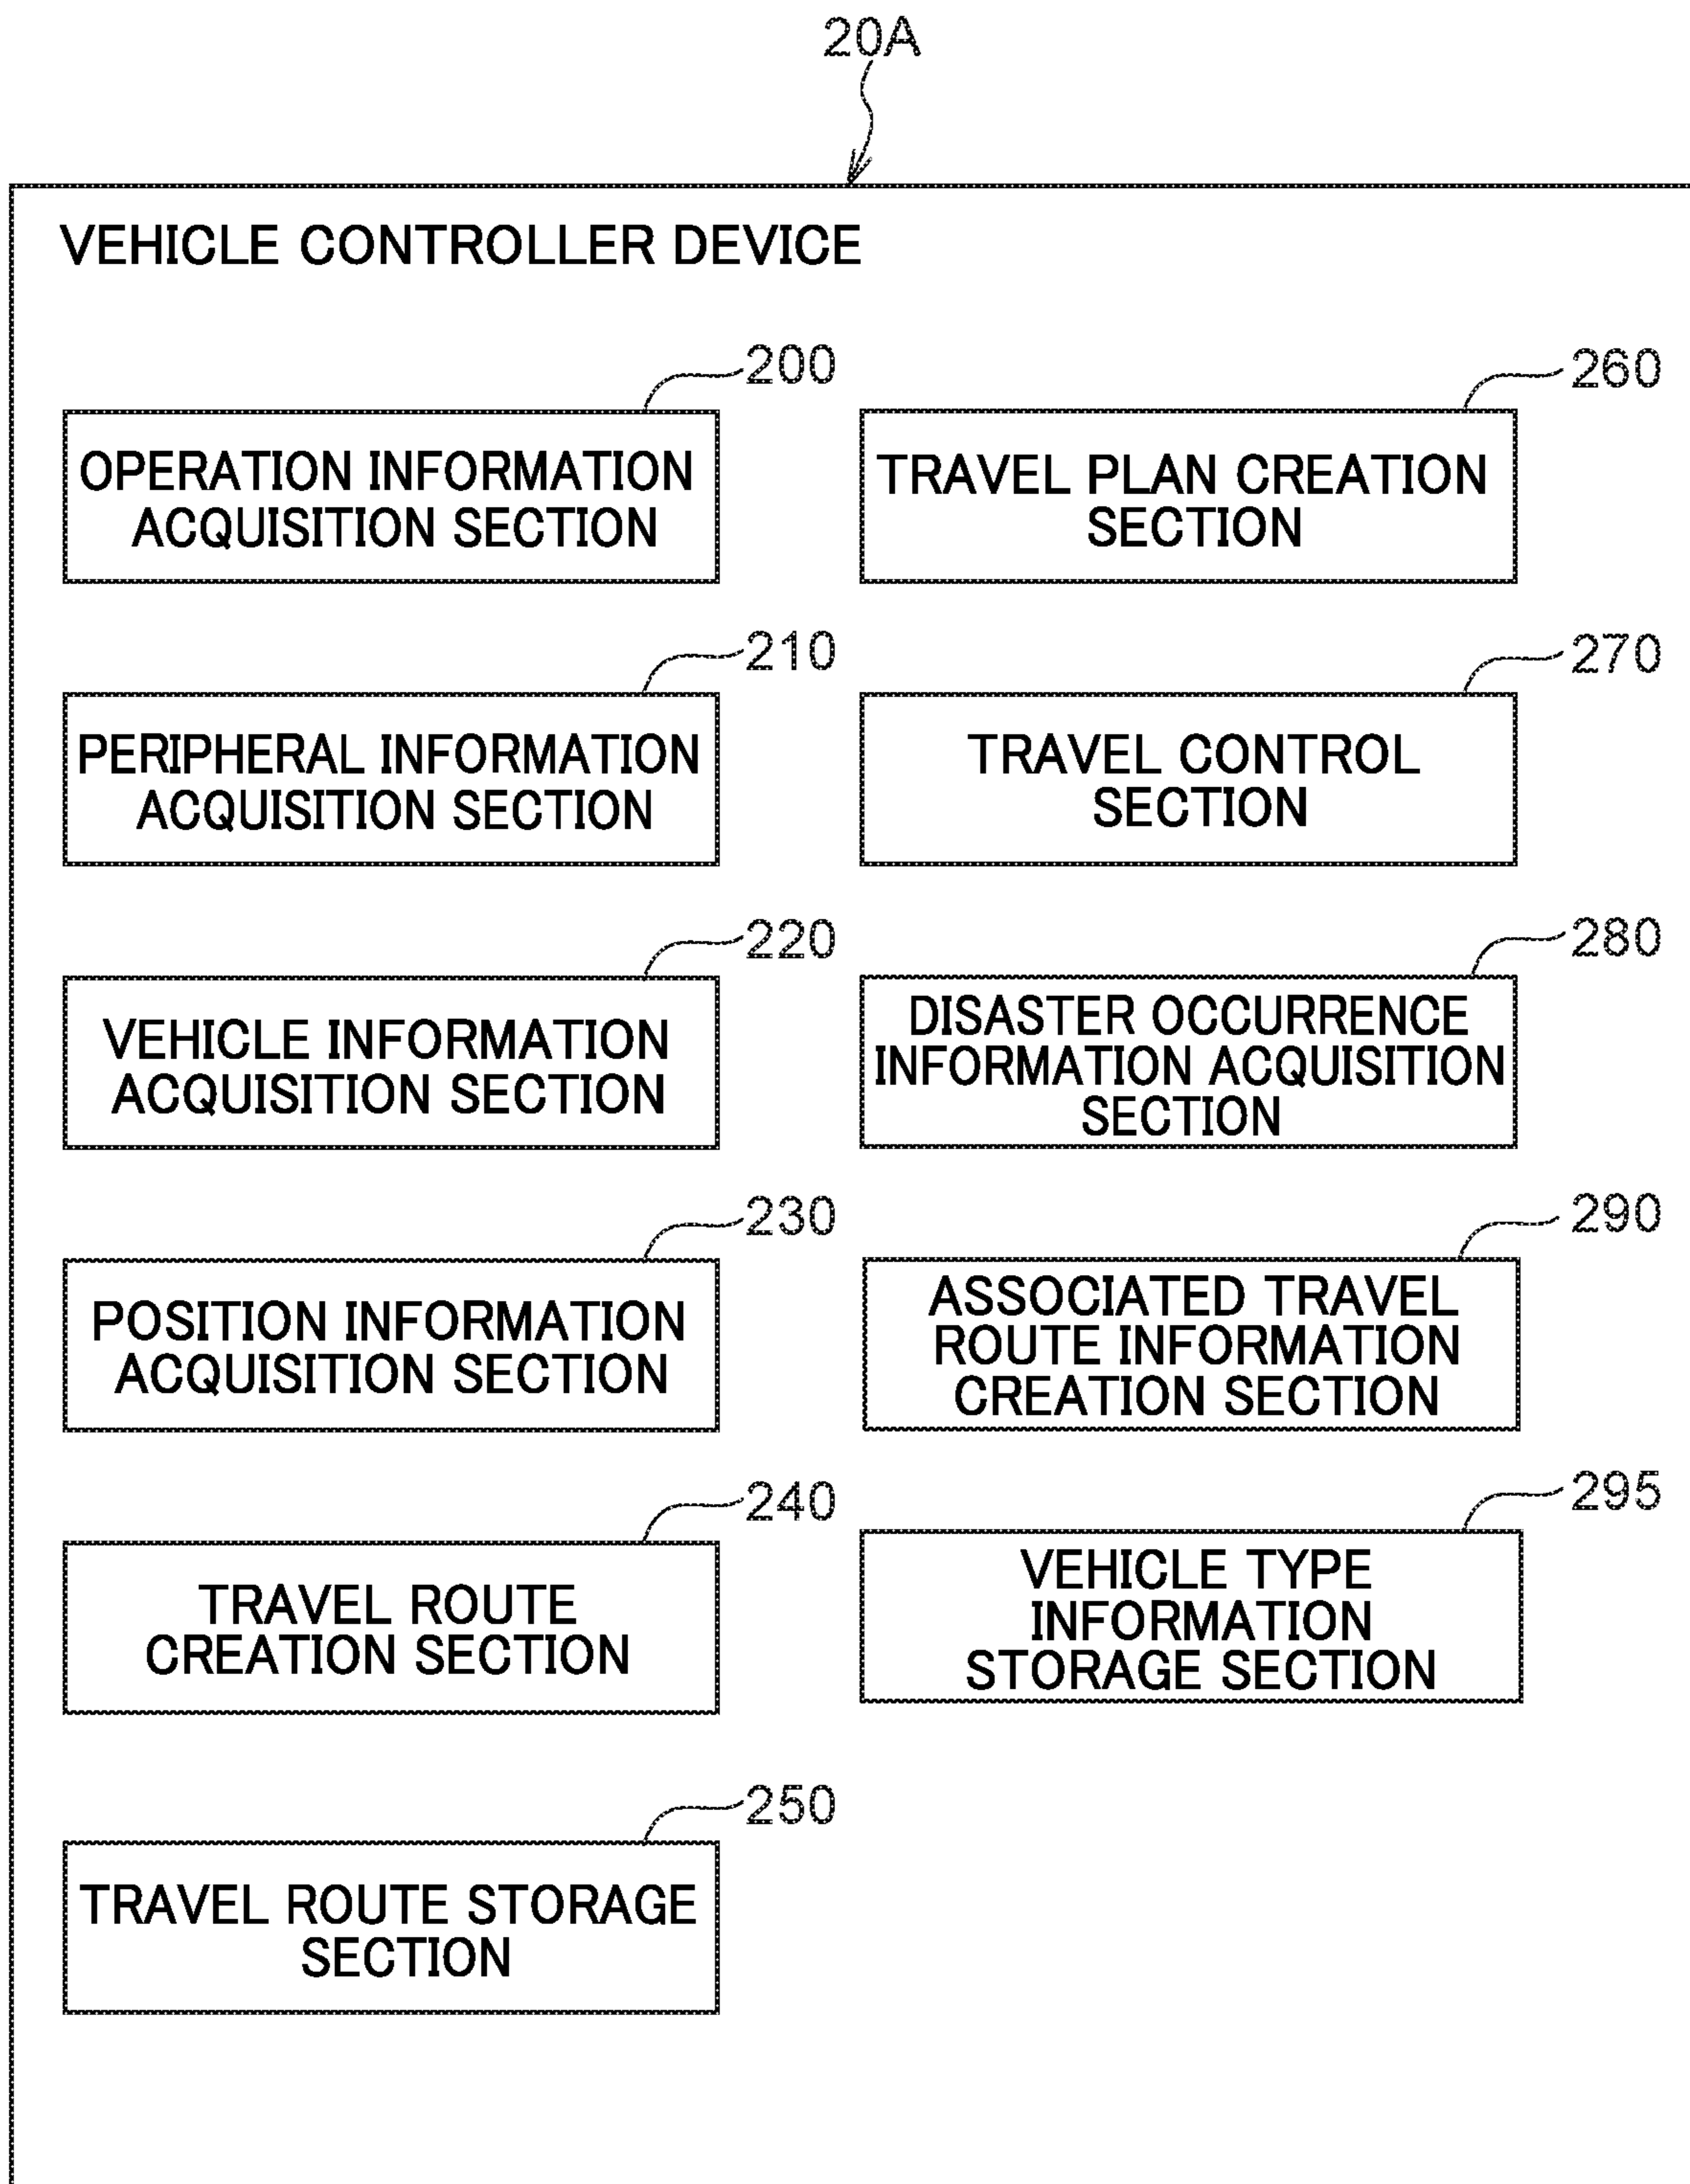 20A
VEHICLE CONTROLLER DEVICE
200
OPERATION INFORMATION
ACQUISITION SECTION
210
PERIPHERAL INFORMATION
ACQUISITION SECTION
220
VEHICLE INFORMATION
ACQUISITION SECTION
230
POSITION INFORMATION
ACQUISITION SECTION
240
TRAVEL ROUTE
CREATION SECTION
250
TRAVEL ROUTE STORAGE
SECTION
260
TRAVEL PLAN CREATION
SECTION
270
TRAVEL CONTROL
SECTION
280
DISASTER OCCURRENCE
INFORMATION ACQUISITION
SECTION
290
ASSOCIATED TRAVEL
ROUTE INFORMATION
CREATION SECTION
295
VEHICLE TYPE
INFORMATION
STORAGE SECTION